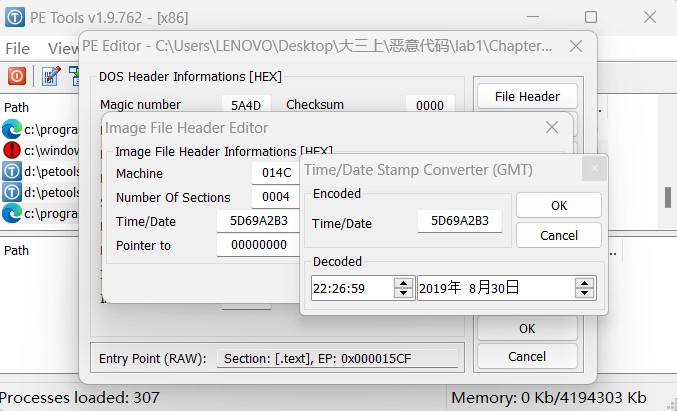 PE Tools v1.9.762 - [x86]
File View
PE Editor - C:\Users\LENOVO\Desktop\大三上\恶意代码\lab1\Chapter...
DOS Header Informations [HEX]
Magic number 5A4D Checksum 0000
File Header
Path
c:\progra
c:\window
d:\petools
d:\petools
c:\progra
Image File Header Editor
Image File Header Informations [HEX]
Machine 014C
Number Of Sections 0004
Time/Date 5D69A2B3
Pointer to 00000000
Time/Date Stamp Converter (GMT)
Encoded
Time/Date 5D69A2B3
OK
Cancel
Decoded
22:26:59 2019年 8月30日
Path
OK
Cancel
Entry Point (RAW): Section: [.text], EP: 0x000015CF
Processes loaded: 307 Memory: 0 Kb/4194303 Kb